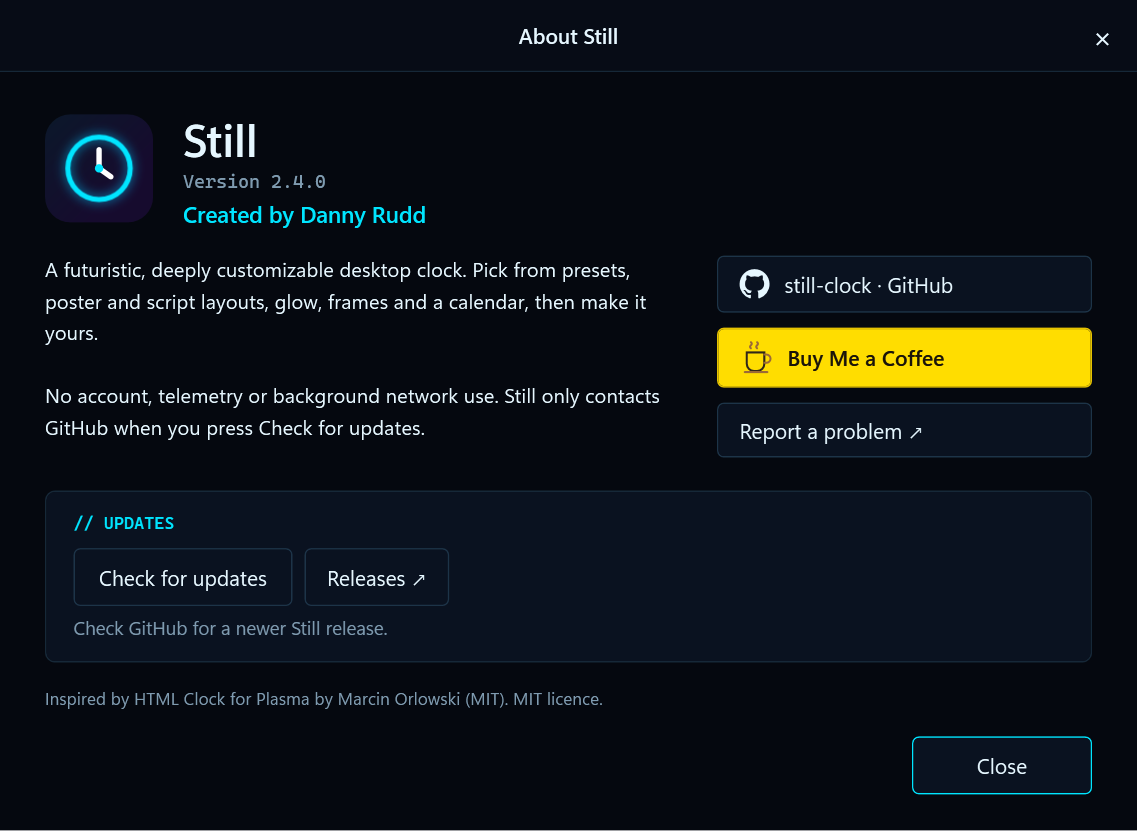 About Still
✕
Still
Version 2.4.0
Created by Danny Rudd
A futuristic, deeply customizable desktop clock. Pick from presets,
poster and script layouts, glow, frames and a calendar, then make it
yours.
No account, telemetry or background network use. Still only contacts
GitHub when you press Check for updates.
still-clock · GitHub
Buy Me a Coffee
Report a problem ↗
// UPDATES
Check for updates
Releases ↗
Check GitHub for a newer Still release.
Inspired by HTML Clock for Plasma by Marcin Orlowski (MIT). MIT licence.
Close